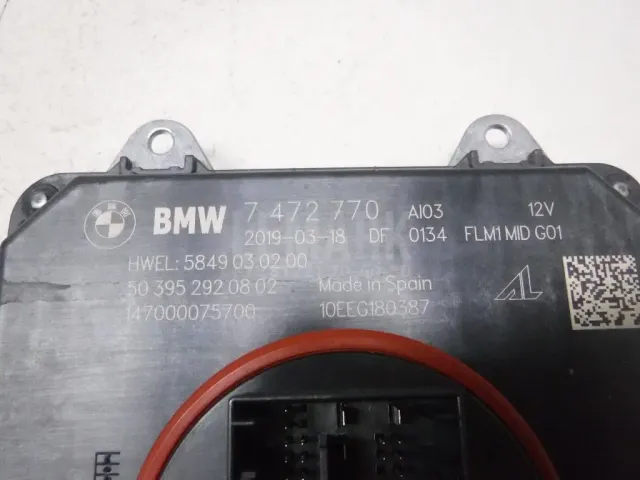 BMW 7 472 770 AI03 12V
2019-03-18 DF 0134 FLM1 MID G01
HWEL: 5849 03 02 00
50 395 292 08 02 Made in Spain
147000075700 10EEG180387
AL